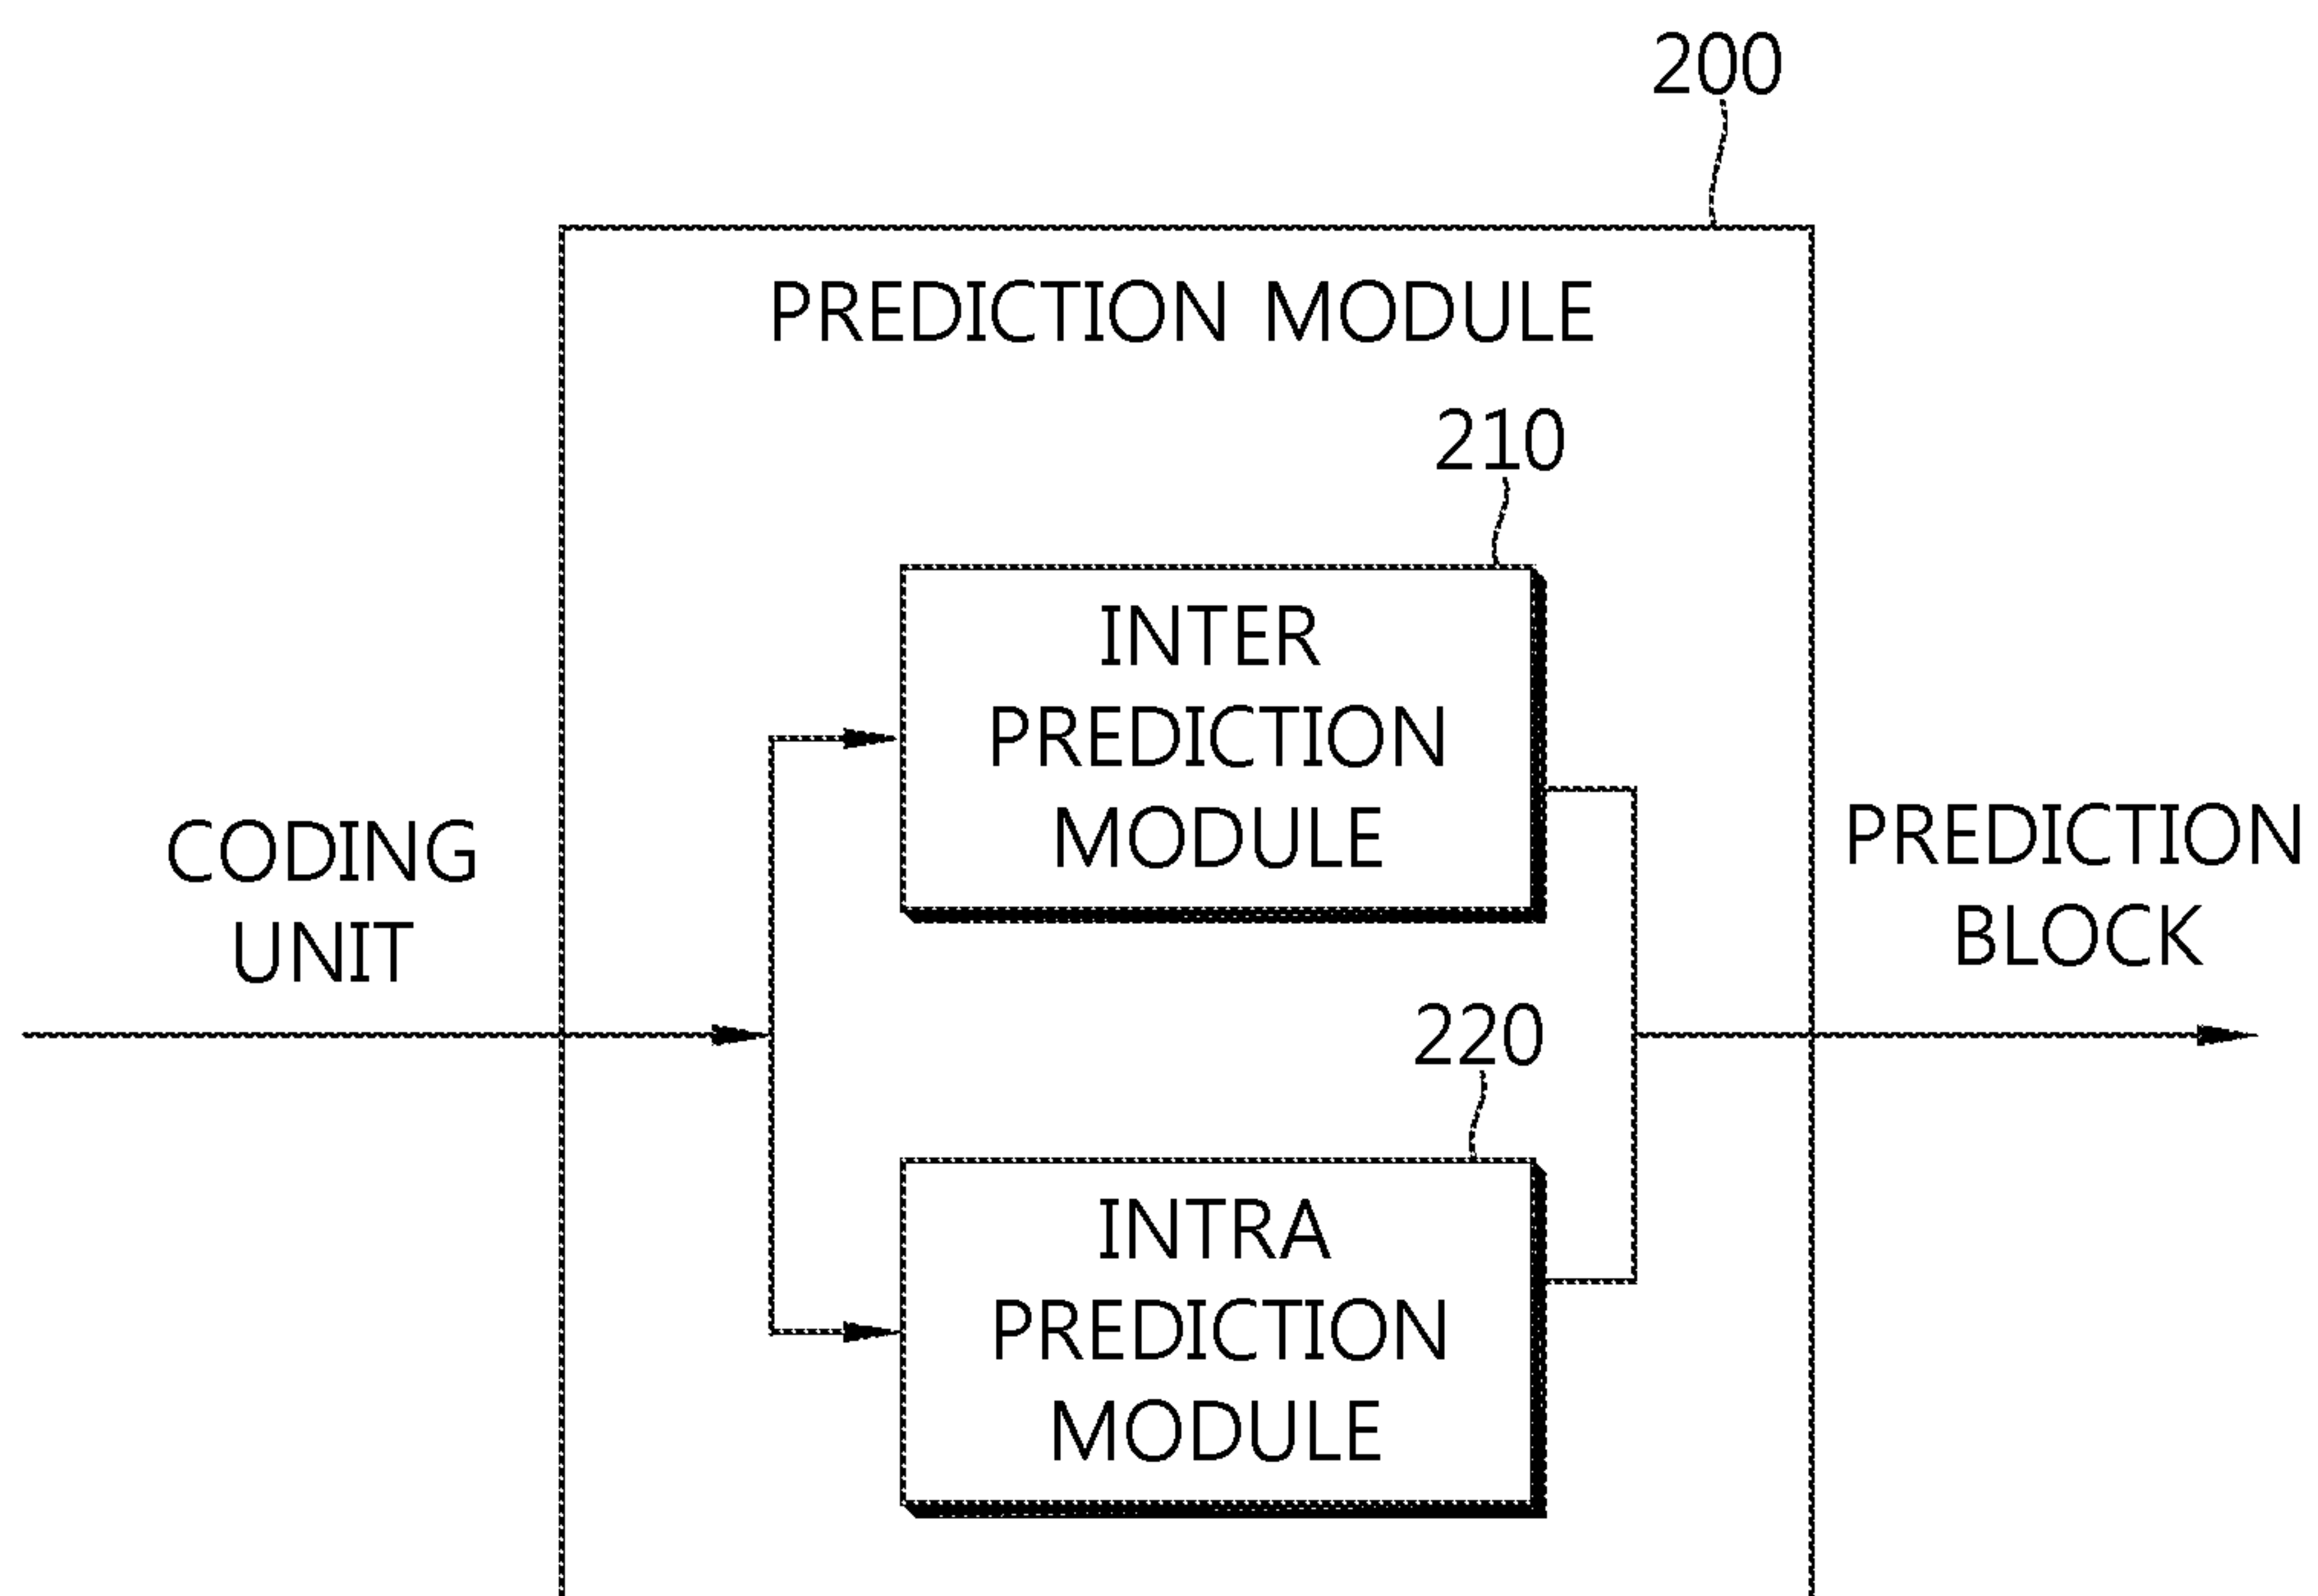 200
PREDICTION MODULE
210
INTER
PREDICTION
MODULE
CODING
UNIT
PREDICTION
BLOCK
220
INTRA
PREDICTION
MODULE